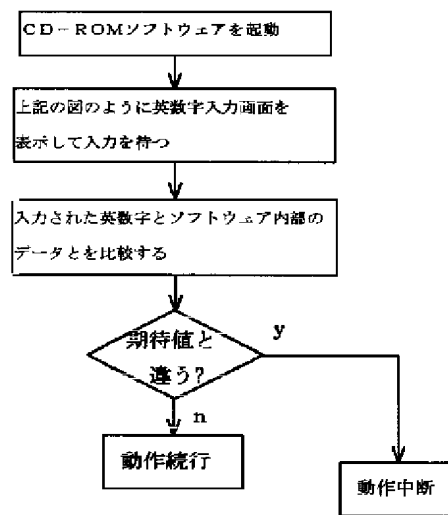 CD-ROMソフトウェアを起動
上記の図のように英数字入力画面を
表示して入力を待つ
入力された英数字とソフトウェア内部の
データとを比較する
期待値と
違う?
y
n
動作続行
動作中断